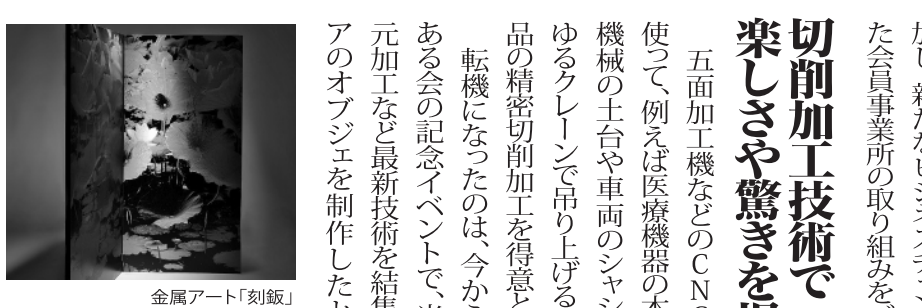 た会員事業所の取り組みを
切削加工技術で
楽しさや驚きを
五面加工機などのCN
使って、例えば医療機器の本
機械の土台や車両のシャシ
ゆるクレーンで吊り上げる
品の精密切削加工を得意と
転機になったのは、今から
ある会の記念イベントで、
元加工など最新技術を結集
アのオブジェを制作した
金属アート「刻鈑」